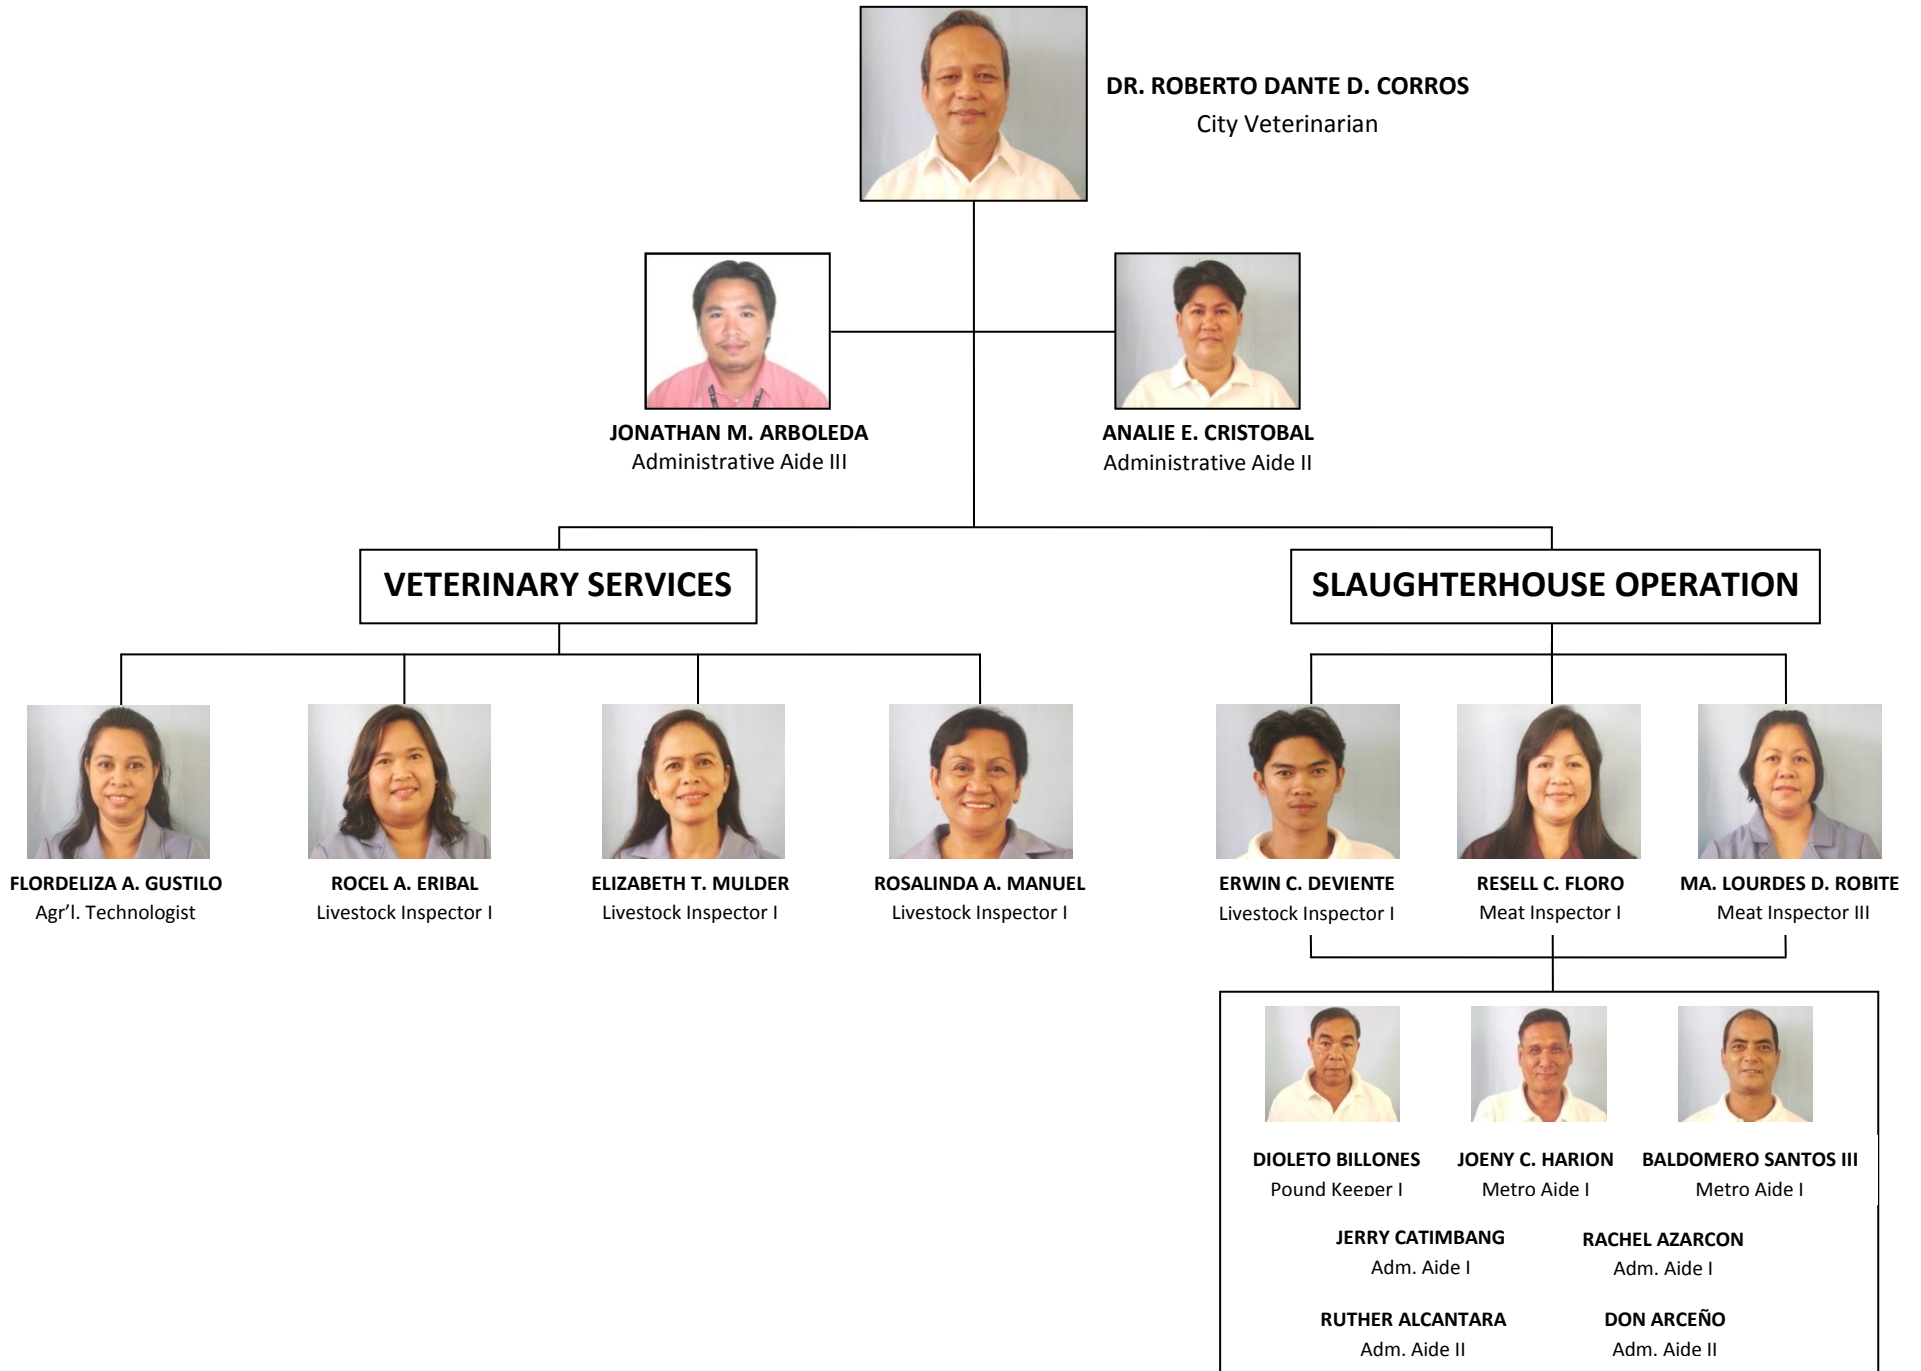 DR. ROBERTO DANTE D. CORROS
City Veterinarian
JONATHAN M. ARBOLEDA
Administrative Aide III
ANALIE E. CRISTOBAL
Administrative Aide II
VETERINARY SERVICES
SLAUGHTERHOUSE OPERATION
FLORDELIZA A. GUSTILO
Agr’l. Technologist
ROCEL A. ERIBAL
Livestock Inspector I
ELIZABETH T. MULDER
Livestock Inspector I
ROSALINDA A. MANUEL
Livestock Inspector I
ERWIN C. DEVIENTE
Livestock Inspector I
RESELL C. FLORO
Meat Inspector I
MA. LOURDES D. ROBITE
Meat Inspector III
DIOLETO BILLONES
Pound Keeper I
JOENY C. HARION
Metro Aide I
BALDOMERO SANTOS III
Metro Aide I
JERRY CATIMBANG
Adm. Aide I
RACHEL AZARCON
Adm. Aide I
RUTHER ALCANTARA
Adm. Aide II
DON ARCEÑO
Adm. Aide II